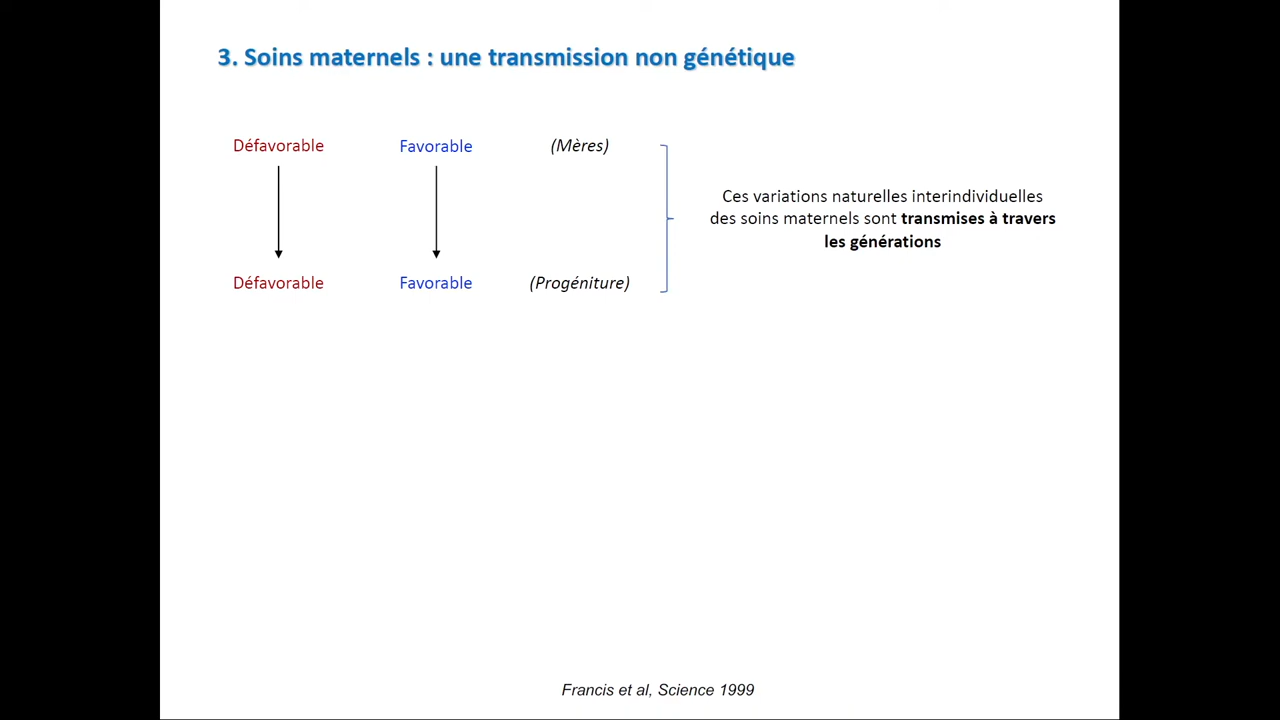 3. Soins maternels : une transmission non génétique
Défavorable Favorable (Mères)
Ces variations naturelles interindividuelles
des soins maternels sont transmises à travers
les générations
Défavorable Favorable (Progéniture)
Francis et al, Science 1999